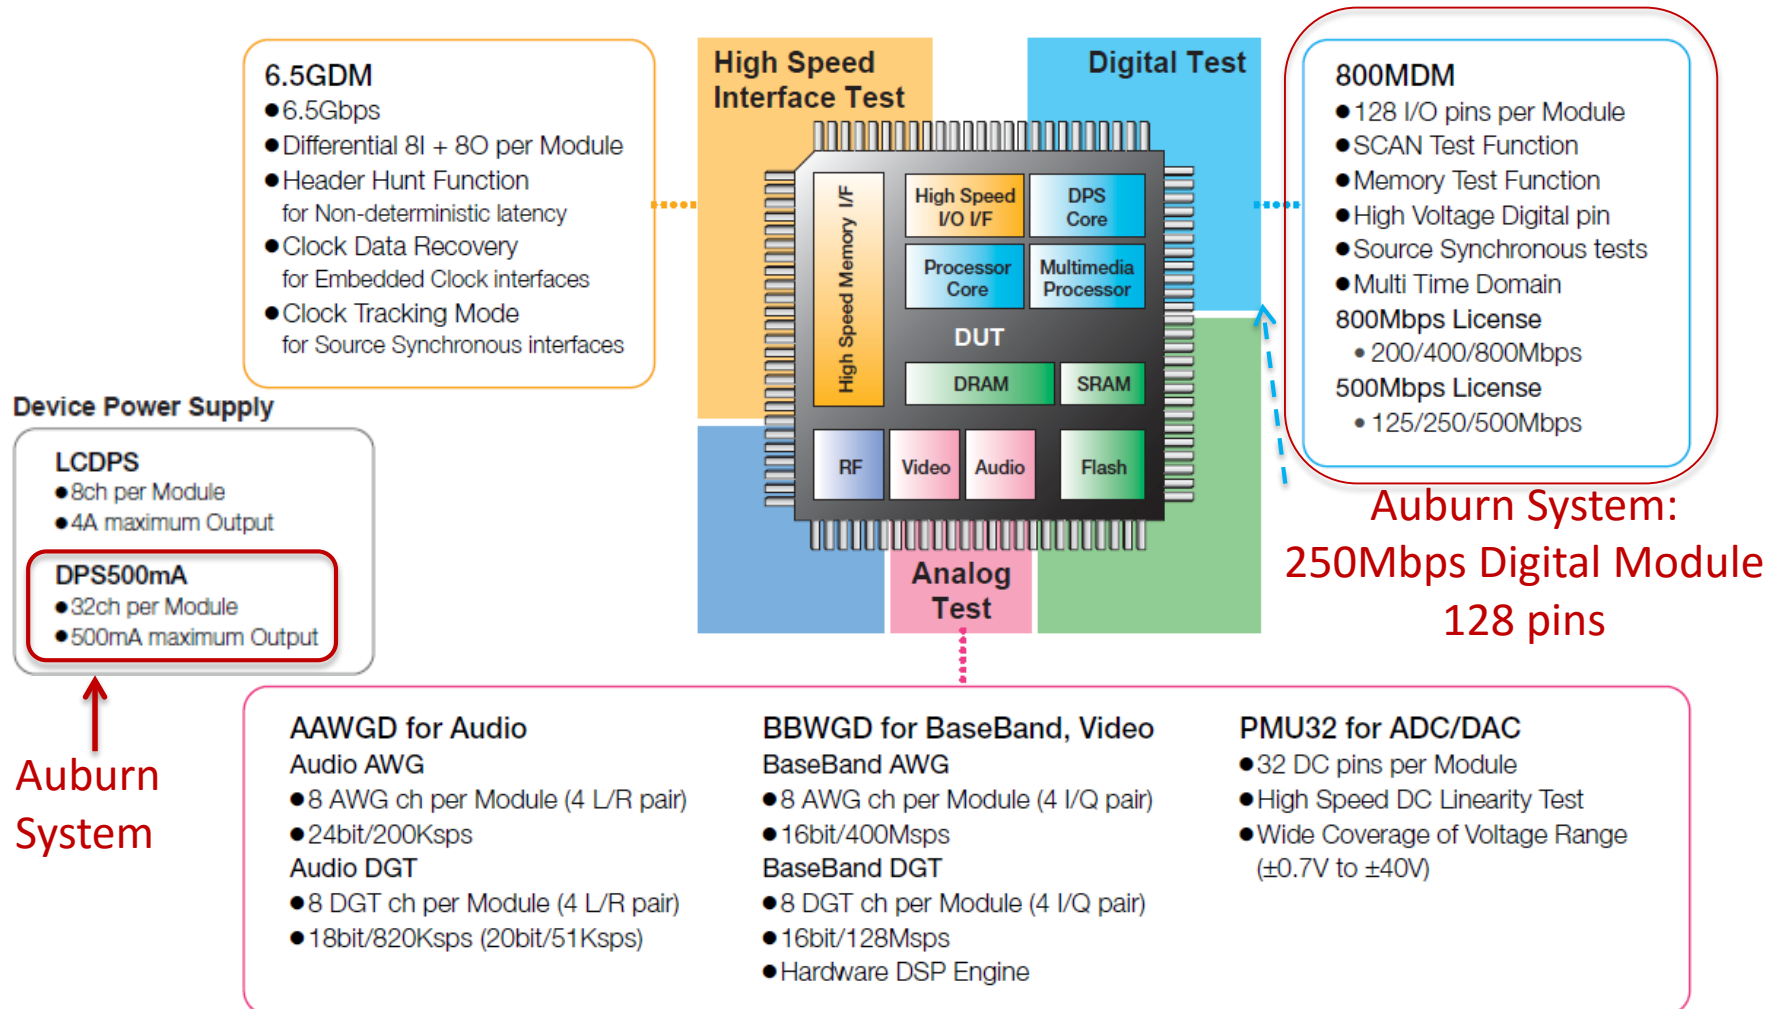 6.5GDM
●6.5Gbps
●Differential 8I + 8O per Module
●Header Hunt Function
for Non-deterministic latency
●Clock Data Recovery
for Embedded Clock interfaces
●Clock Tracking Mode
for Source Synchronous interfaces
High Speed
Interface Test
Digital Test
800MDM
●128 I/O pins per Module
●SCAN Test Function
●Memory Test Function
●High Voltage Digital pin
●Source Synchronous tests
●Multi Time Domain
800Mbps License
•200/400/800Mbps
500Mbps License
•125/250/500Mbps
High Speed Memory I/F
High Speed
I/O I/F
DPS
Core
Processor
Core
Multimedia
Processor
DUT
DRAM
SRAM
RF
Video
Audio
Flash
Device Power Supply
LCDPS
●8ch per Module
●4A maximum Output
DPS500mA
●32ch per Module
●500mA maximum Output
Auburn
System
Auburn System:
250Mbps Digital Module
128 pins
Analog
Test
AAWGD for Audio
Audio AWG
●8 AWG ch per Module (4 L/R pair)
●24bit/200Ksps
Audio DGT
●8 DGT ch per Module (4 L/R pair)
●18bit/820Ksps (20bit/51Ksps)
BBWGD for BaseBand, Video
BaseBand AWG
●8 AWG ch per Module (4 I/Q pair)
●16bit/400Msps
BaseBand DGT
●8 DGT ch per Module (4 I/Q pair)
●16bit/128Msps
●Hardware DSP Engine
PMU32 for ADC/DAC
●32 DC pins per Module
●High Speed DC Linearity Test
●Wide Coverage of Voltage Range
(±0.7V to ±40V)